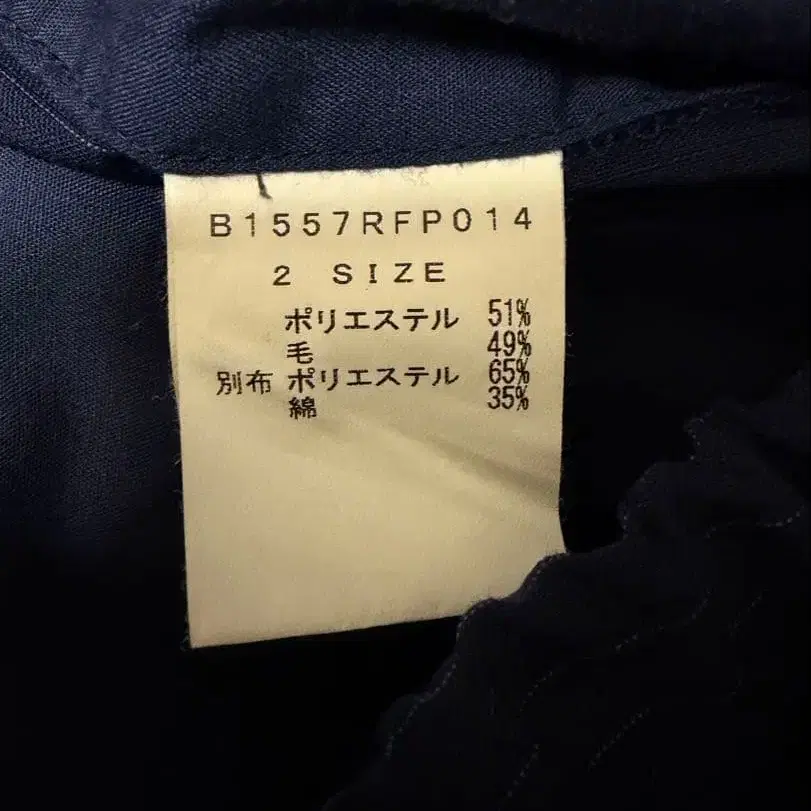 B1557RFP014
2 SIZE
ポリエステル 51%
毛 49%
別布 ポリエステル 65%
綿 35%